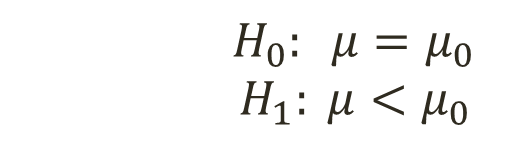 H₀: μ = μ₀
H₁: μ < μ₀